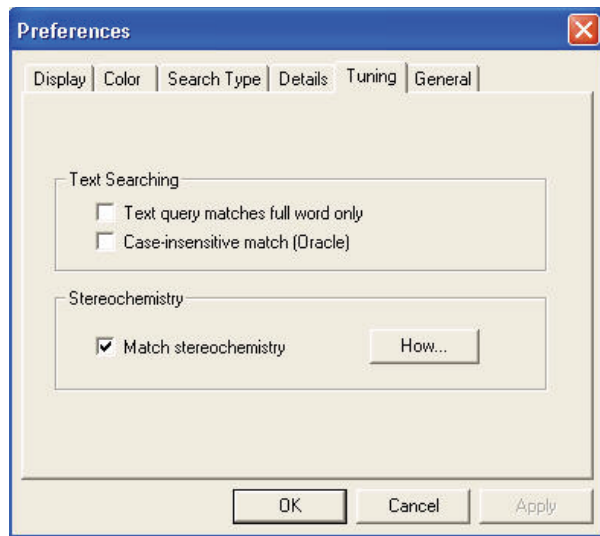 Preferences
Display Color Search Type Details Tuning General
Text Searching
Text query matches full word only
Case-insensitive match (Oracle)
Stereochemistry
Match stereochemistry How...
OK Cancel Apply